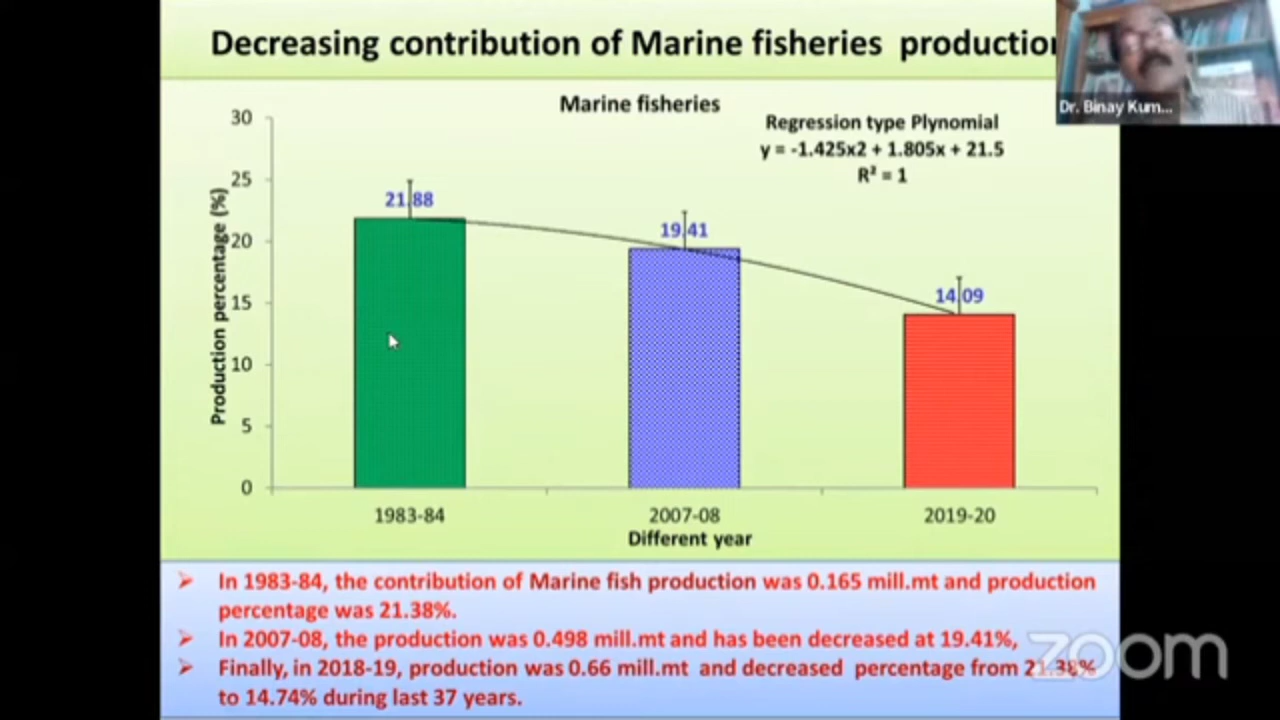 Decreasing contribution of Marine fisheries production
Dr. Binay Kum...
Marine fisheries
Regression type Plynomial
y = -1.425x2 + 1.805x + 21.5
R² = 1
Production percentage (%)
30
25
20
15
10
5
0
21.88
19.41
14.09
1983-84
2007-08
2019-20
Different year
➢ In 1983-84, the contribution of Marine fish production was 0.165 mill.mt and production
percentage was 21.38%.
➢ In 2007-08, the production was 0.498 mill.mt and has been decreased at 19.41%,
➢ Finally, in 2018-19, production was 0.66 mill.mt and decreased percentage from 21.38%
to 14.74% during last 37 years.
zoom